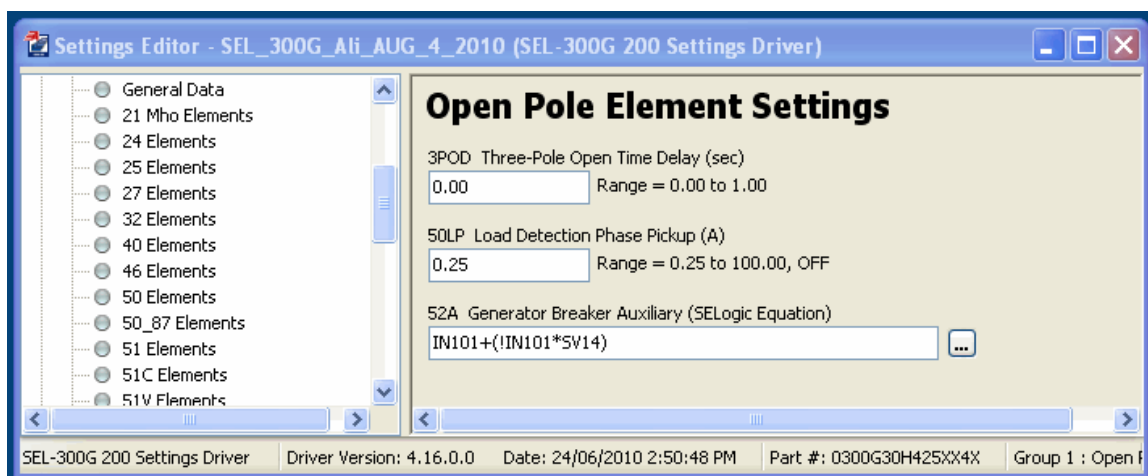 Settings Editor - SEL_300G_Ali_AUG_4_2010 (SEL-300G 200 Settings Driver)
General Data
21 Mho Elements
24 Elements
25 Elements
27 Elements
32 Elements
40 Elements
46 Elements
50 Elements
50_87 Elements
51 Elements
51C Elements
51V Elements
Open Pole Element Settings
3POD Three-Pole Open Time Delay (sec)
0.00 Range = 0.00 to 1.00
50LP Load Detection Phase Pickup (A)
0.25 Range = 0.25 to 100.00, OFF
52A Generator Breaker Auxiliary (SELogic Equation)
IN101+(!IN101*SV14) ...
SEL-300G 200 Settings Driver Driver Version: 4.16.0.0 Date: 24/06/2010 2:50:48 PM Part #: 0300G30H425XX4X Group 1 : Open